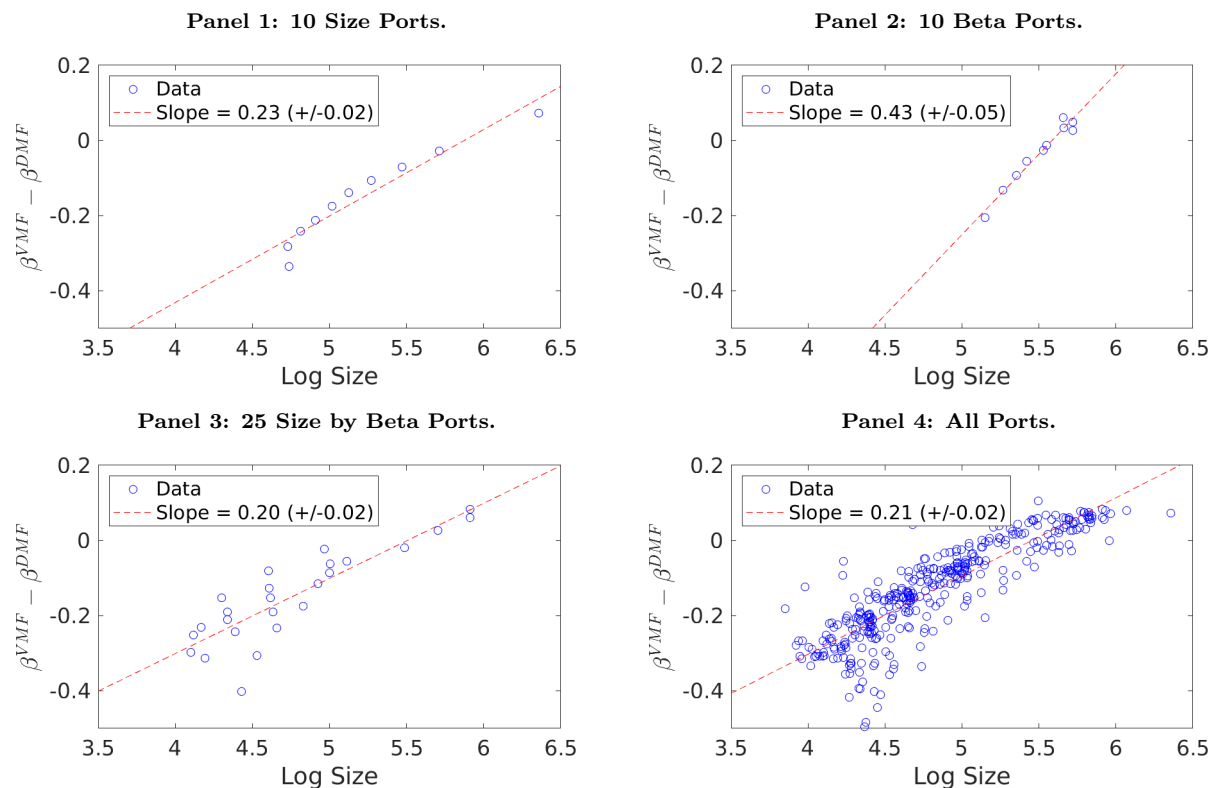 Panel 1: 10 Size Ports.
0.2
0
-0.2
-0.4
β^VMF − β^DMF
Data
Slope = 0.23 (+/-0.02)
3.5 4 4.5 5 5.5 6 6.5
Log Size
Panel 2: 10 Beta Ports.
0.2
0
-0.2
-0.4
β^VMF − β^DMF
Data
Slope = 0.43 (+/-0.05)
3.5 4 4.5 5 5.5 6 6.5
Log Size
Panel 3: 25 Size by Beta Ports.
0.2
0
-0.2
-0.4
β^VMF − β^DMF
Data
Slope = 0.20 (+/-0.02)
3.5 4 4.5 5 5.5 6 6.5
Log Size
Panel 4: All Ports.
0.2
0
-0.2
-0.4
β^VMF − β^DMF
Data
Slope = 0.21 (+/-0.02)
3.5 4 4.5 5 5.5 6 6.5
Log Size